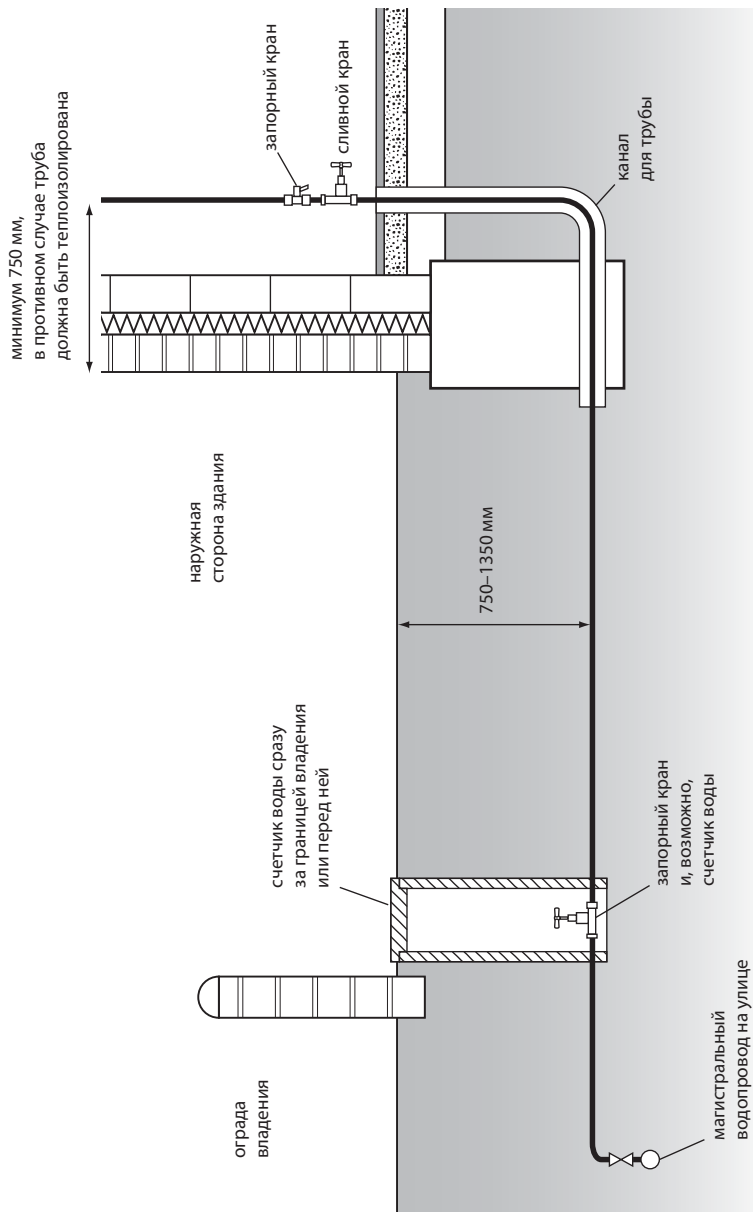 ограда
владения
счетчик воды сразу
за границей владения
или перед ней
наружная
сторона здания
минимум 750 мм,
в противном случае труба
должна быть теплоизолирована
запорный кран
сливной кран
750–1350 мм
магистральный
водопровод на улице
запорный кран
и, возможно,
счетчик воды
канал
для трубы